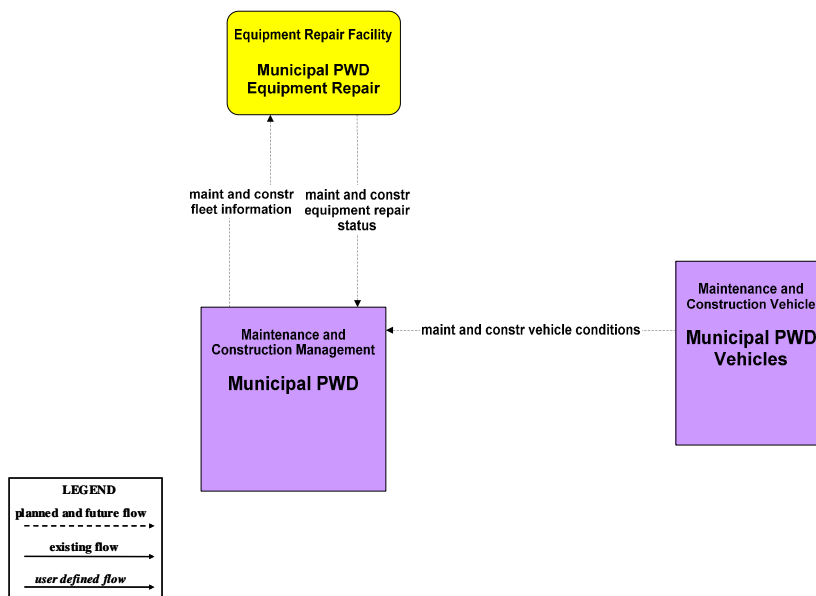 Equipment Repair Facility
Municipal PWD
Equipment Repair
maint and constr
fleet information
maint and constr
equipment repair
status
Maintenance and
Construction Management
Municipal PWD
maint and constr vehicle conditions
Maintenance and
Construction Vehicle
Municipal PWD
Vehicles
LEGEND
planned and future flow
existing flow
user defined flow